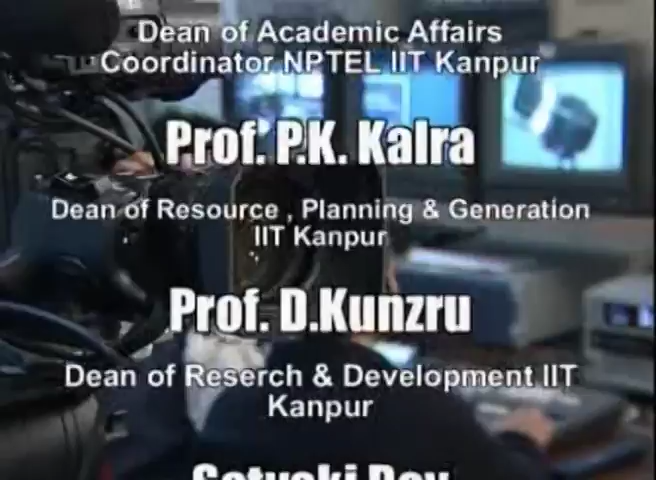 Dean of Academic Affairs
Coordinator NPTEL IIT Kanpur
Prof. P.K. Kalra
Dean of Resource , Planning & Generation
IIT Kanpur
Prof. D.Kunzru
Dean of Reserch & Development IIT
Kanpur